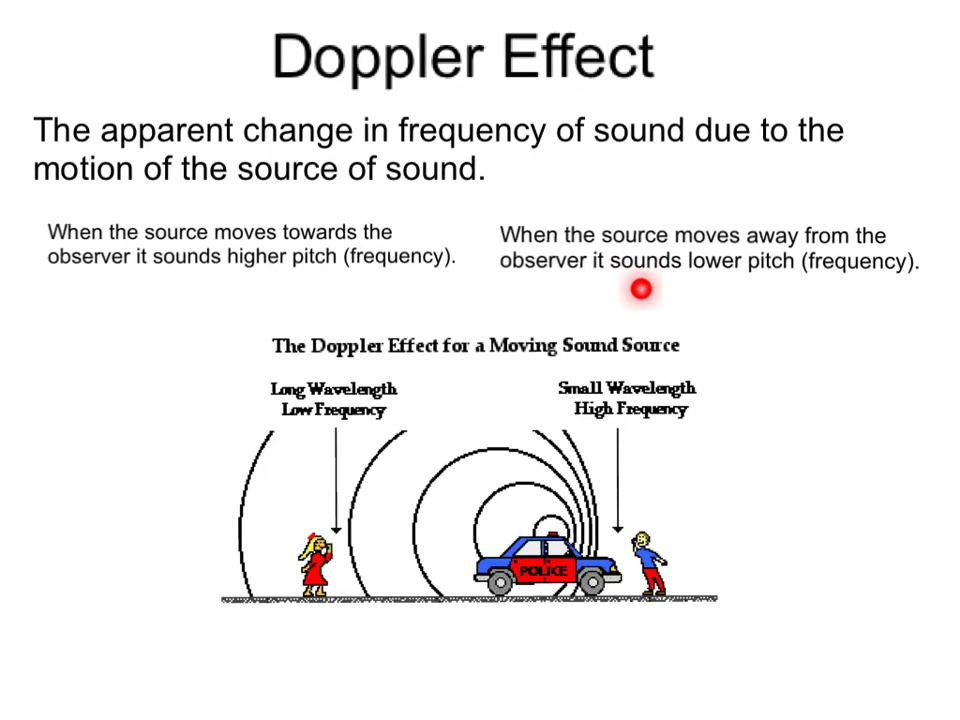 Doppler Effect
The apparent change in frequency of sound due to the
motion of the source of sound.
When the source moves towards the
observer it sounds higher pitch (frequency).
When the source moves away from the
observer it sounds lower pitch (frequency).
The Doppler Effect for a Moving Sound Source
Long Wavelength
Low Frequency
Small Wavelength
High Frequency
POLICE